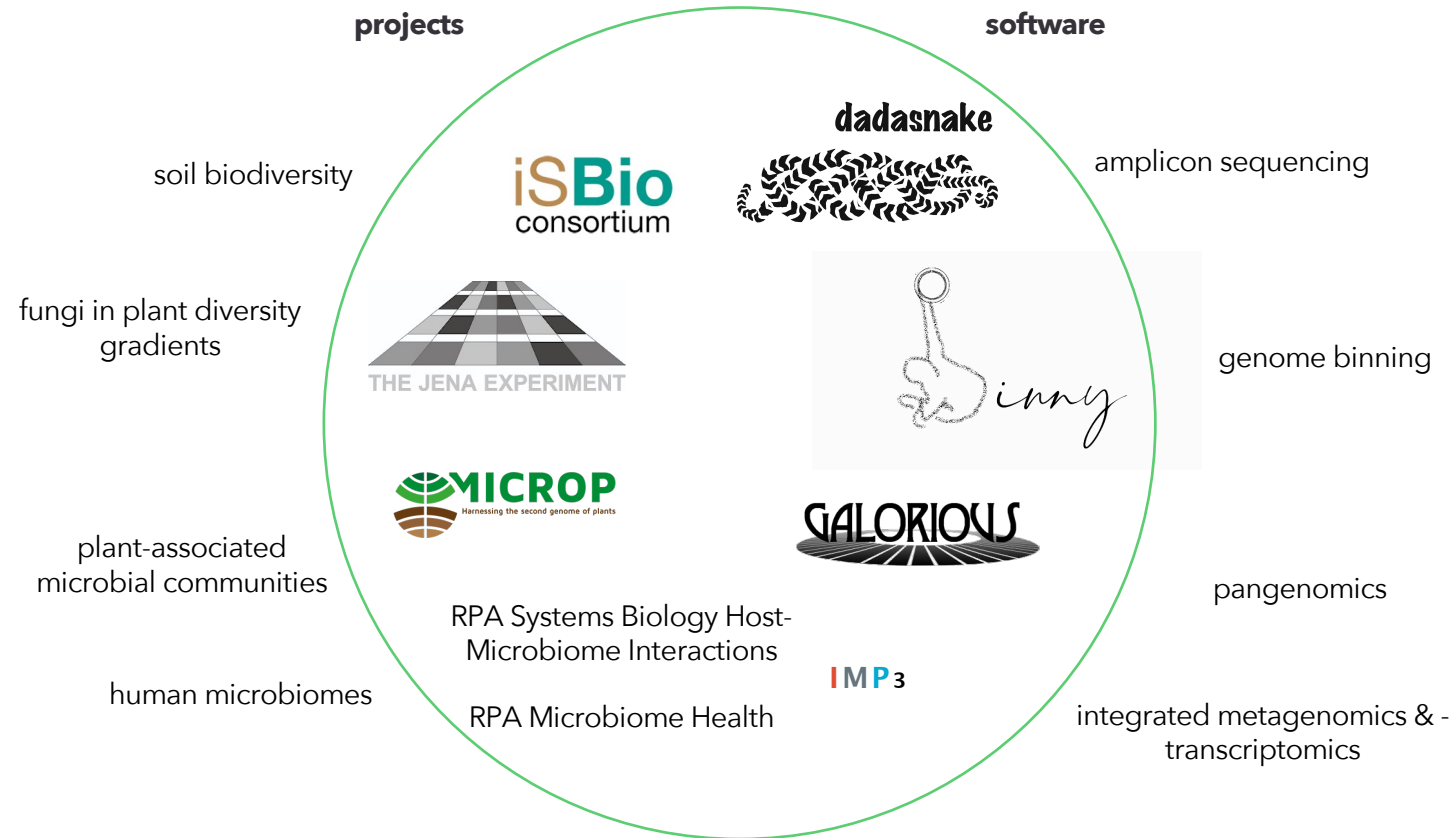 projects
software
soil biodiversity
iSBio
consortium
dadasnake
amplicon sequencing
fungi in plant diversity
gradients
THE JENA EXPERIMENT
binny
genome binning
plant-associated
microbial communities
MICROP
Harnessing the second genome of plants
GALORIOUS
pangenomics
RPA Systems Biology Host-
Microbiome Interactions
human microbiomes
RPA Microbiome Health
IMP3
integrated metagenomics & -
transcriptomics